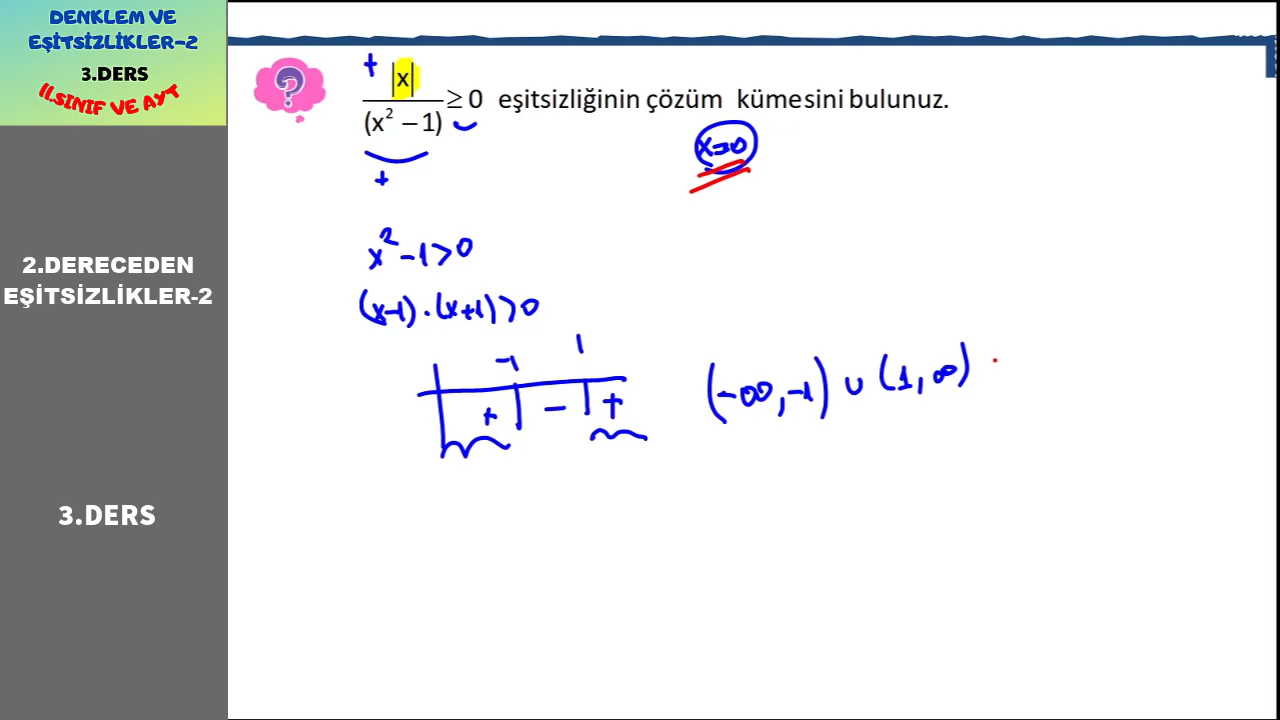 DENKLEM VE
EŞİTSİZLİKLER-2
3.DERS
11.SINIF VE AYT
2.DERECEDEN
EŞİTSİZLİKLER-2
3.DERS
?
+
|x|/(x² − 1) ≥ 0 eşitsizliğinin çözüm kümesini bulunuz.
+
x=0
x²-1>0
(x-1).(x+1)>0
-1 1
+ - +
(-∞,-1) ∪ (1,∞)